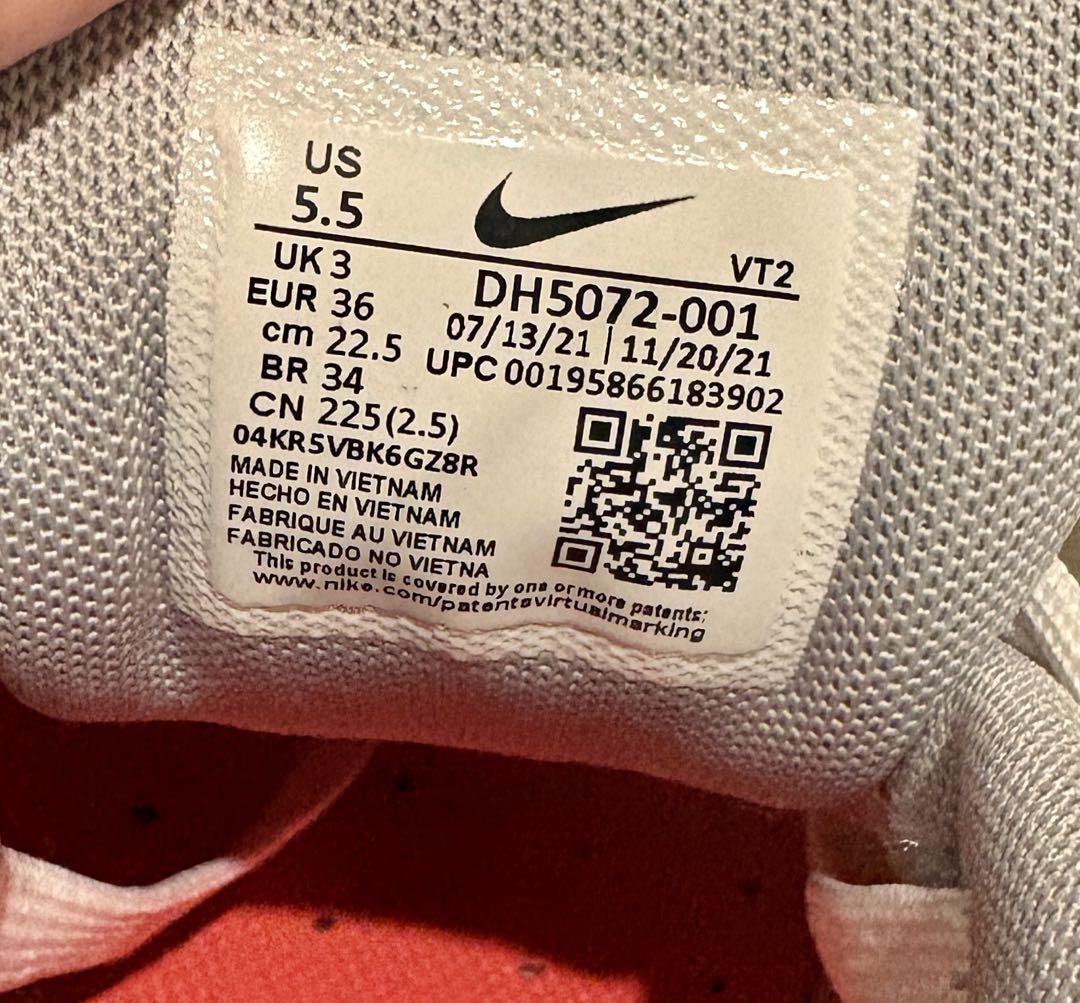 US
5.5
VT2
UK 3
EUR 36
cm 22.5
BR 34
CN 225(2.5)
DH5072-001
07/13/21 | 11/20/21
UPC 00195866183902
04KR5VBK6GZ8R
MADE IN VIETNAM
HECHO EN VIETNAM
FABRIQUE AU VIETNAM
FABRICADO NO VIETNA
This product is covered by one or more patents:
www.nike.com/patentsvirtualmarking